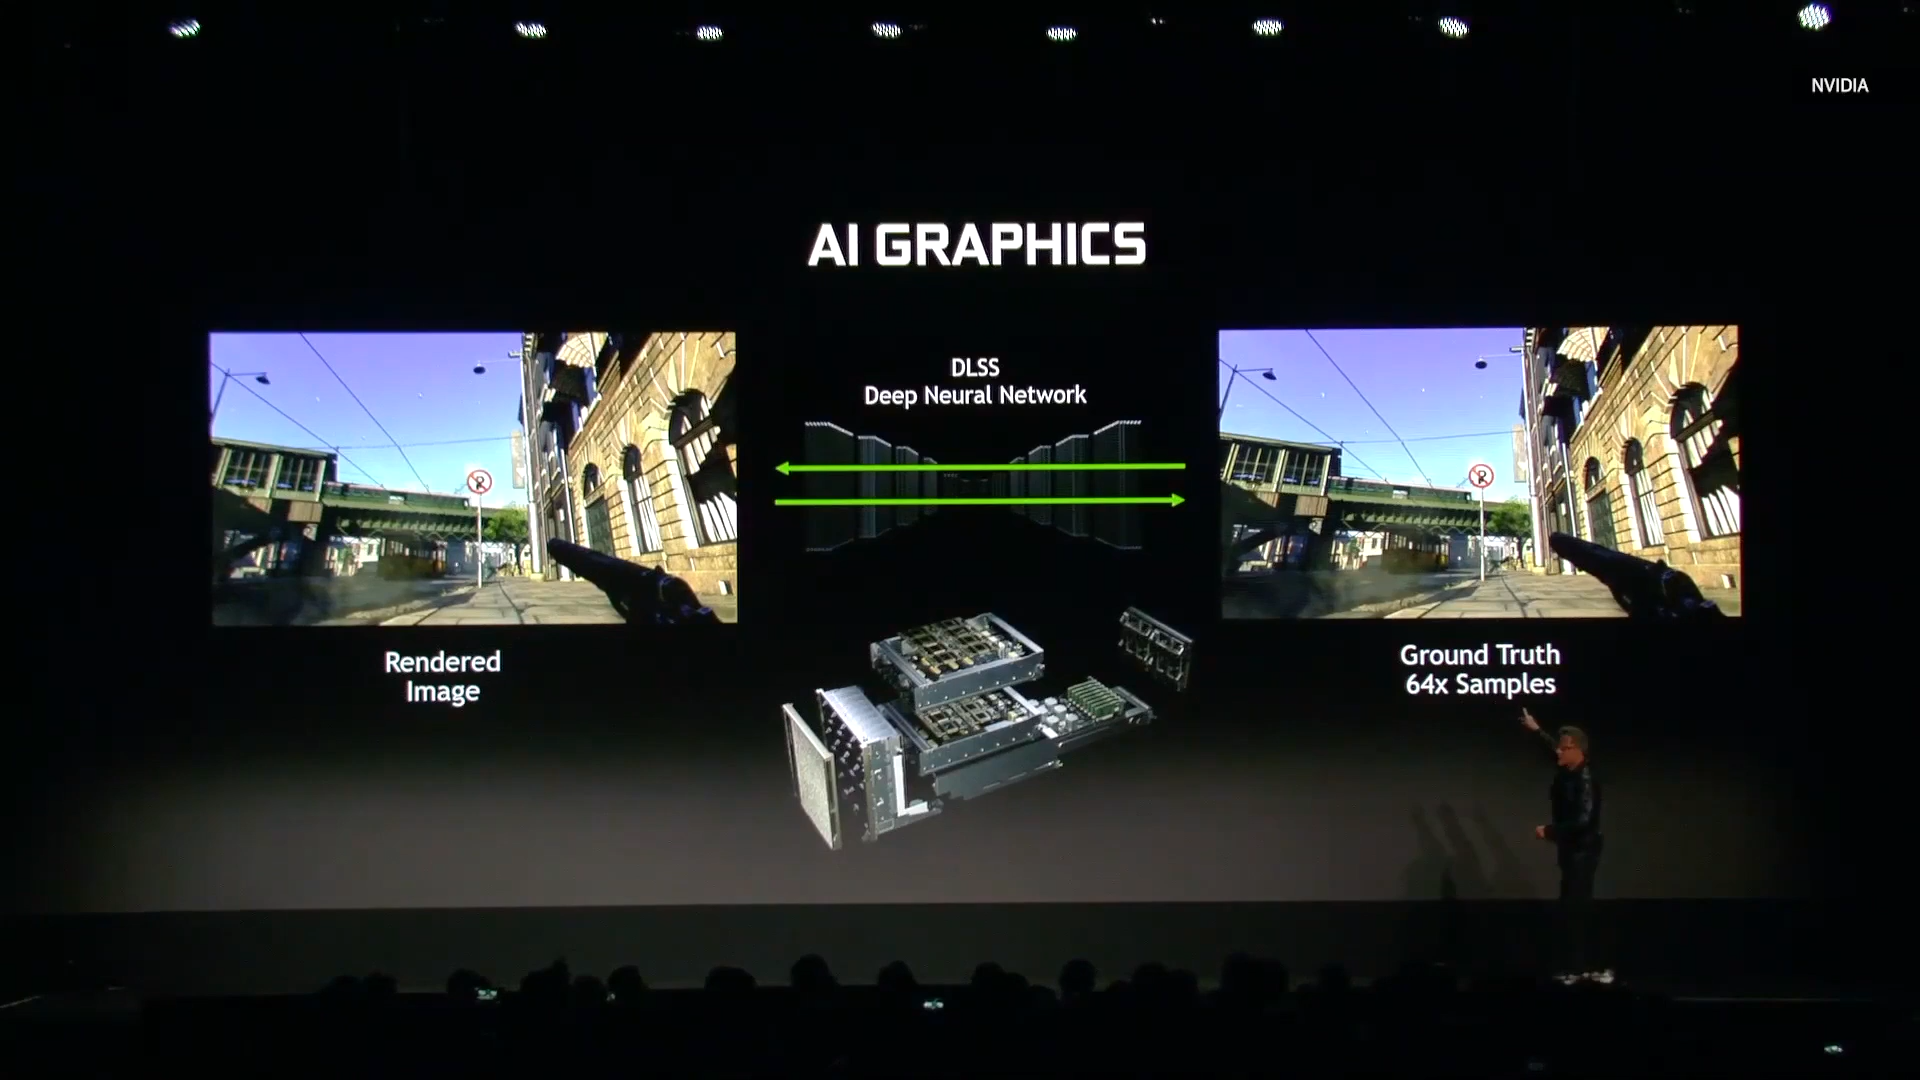 NVIDIA
AI GRAPHICS
DLSS
Deep Neural Network
Rendered
Image
Ground Truth
64x Samples